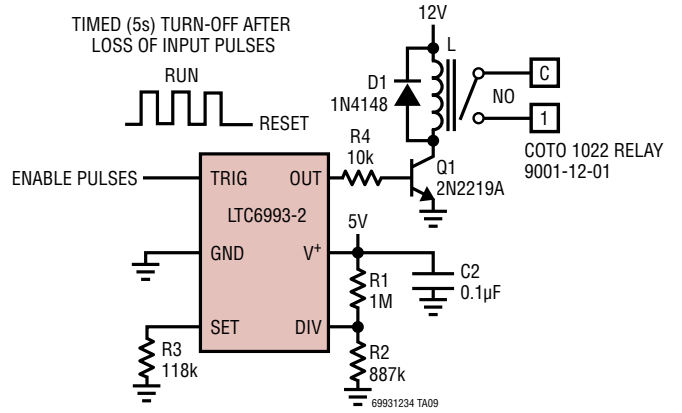 TIMED (5s) TURN-OFF AFTER
LOSS OF INPUT PULSES
RUN
RESET
12V
L
D1
1N4148
NO
C
1
COTO 1022 RELAY
9001-12-01
R4
10k
Q1
2N2219A
ENABLE PULSES
TRIG
OUT
LTC6993-2
GND
V+
SET
DIV
5V
R1
1M
C2
0.1µF
R3
118k
R2
887k
69931234 TA09